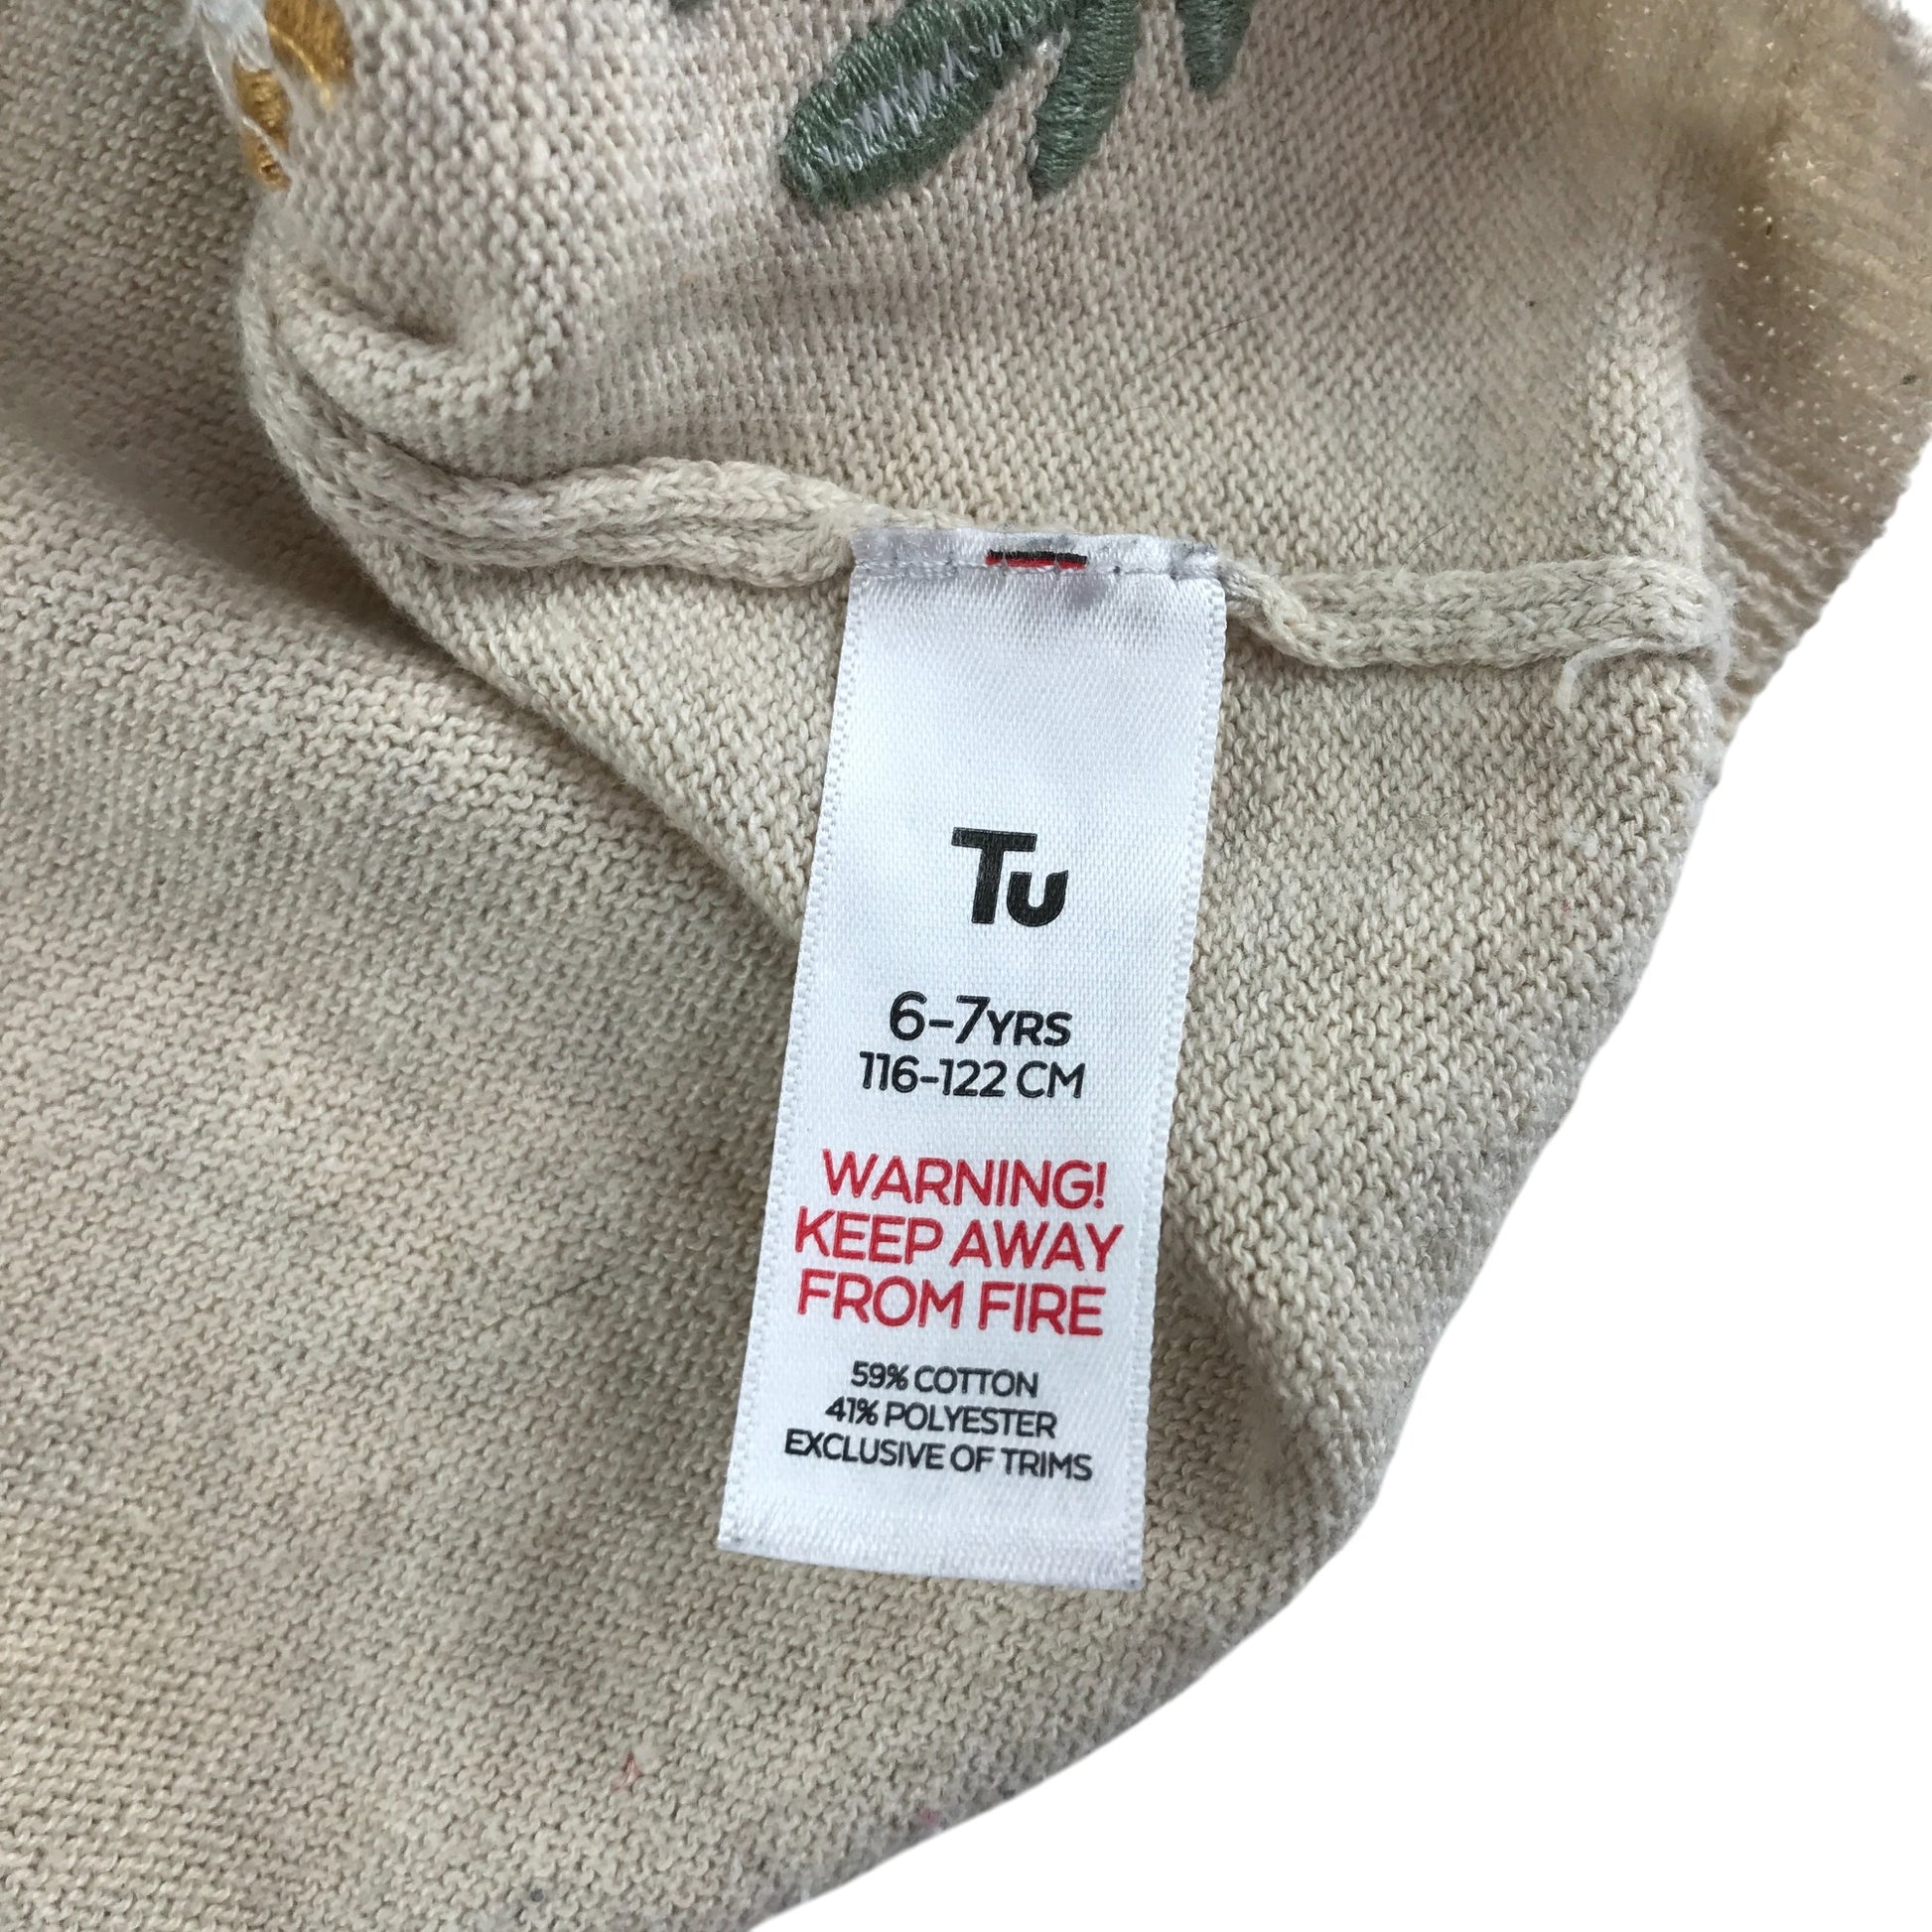 Tu
6-7YRS
116-122 CM
WARNING!
KEEP AWAY
FROM FIRE
59% COTTON
41% POLYESTER
EXCLUSIVE OF TRIMS